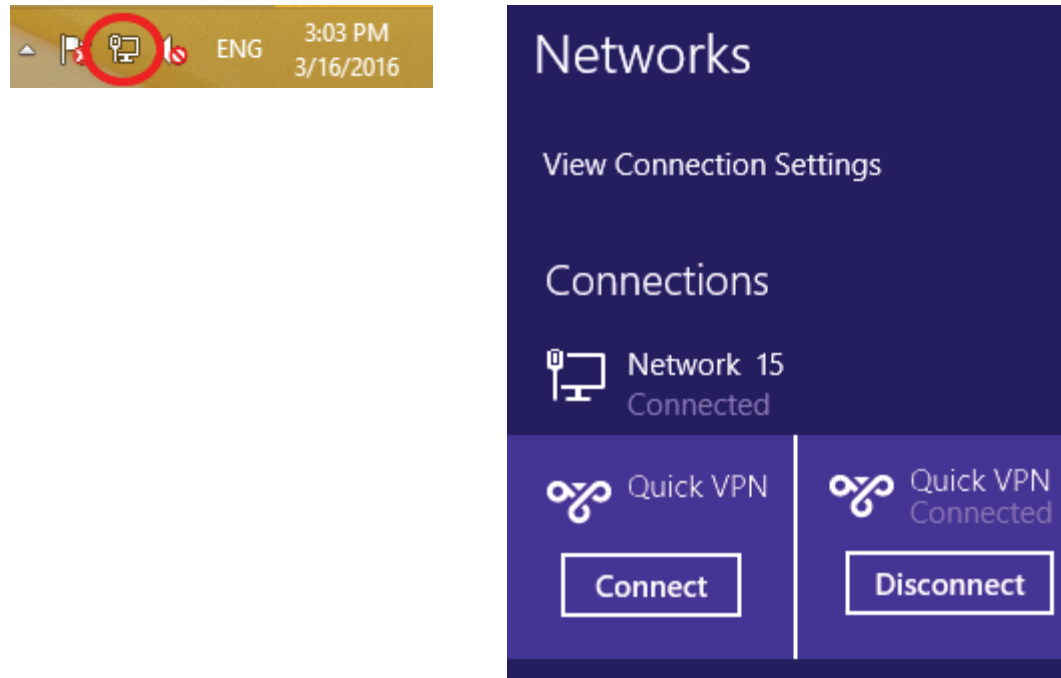 ENG
3:03 PM
3/16/2016
Networks
View Connection Settings
Connections
Network 15
Connected
Quick VPN
Connect
Quick VPN
Connected
Disconnect